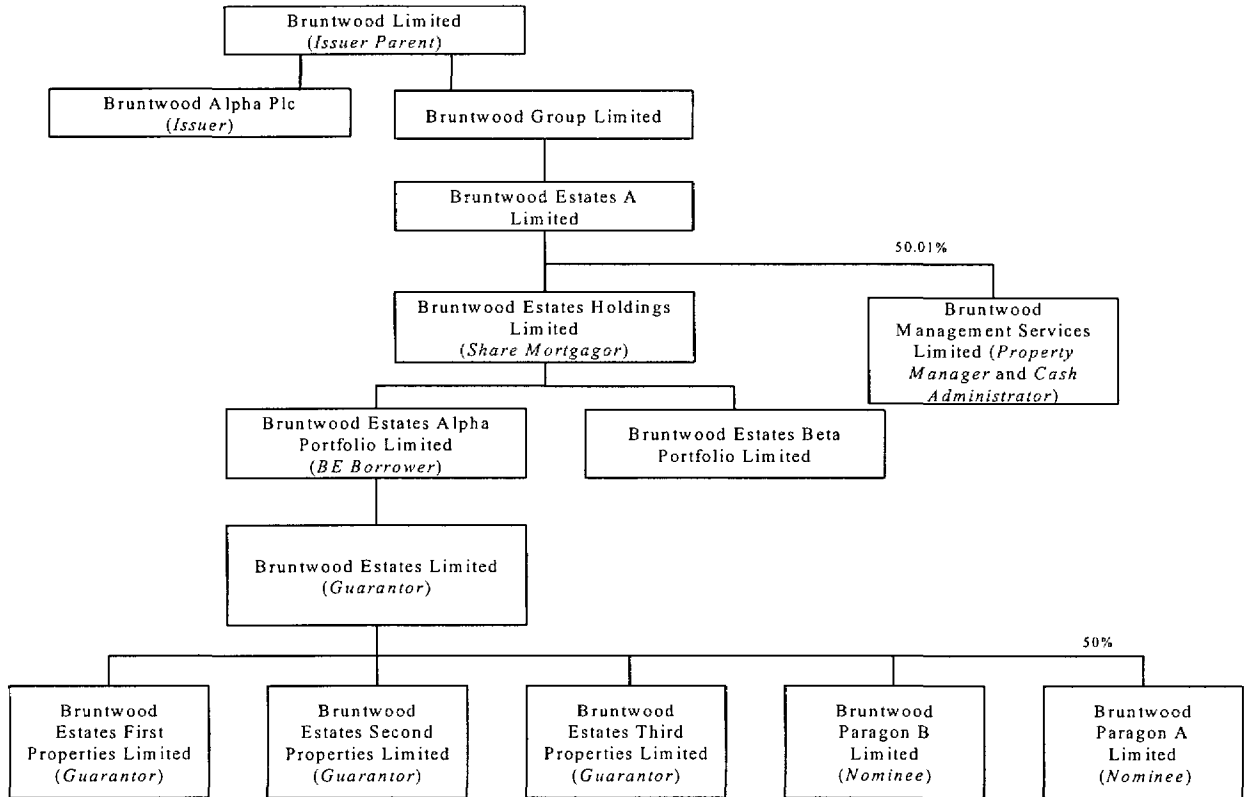 Bruntwood Limited
(Issuer Parent)
Bruntwood Alpha Plc
(Issuer)
Bruntwood Group Limited
Bruntwood Estates A
Limited
50.01%
Bruntwood Estates Holdings
Limited
(Share Mortgagor)
Bruntwood
Management Services
Limited (Property
Manager and Cash
Administrator)
Bruntwood Estates Alpha
Portfolio Limited
(BE Borrower)
Bruntwood Estates Beta
Portfolio Limited
Bruntwood Estates Limited
(Guarantor)
50%
Bruntwood
Estates First
Properties Limited
(Guarantor)
Bruntwood
Estates Second
Properties Limited
(Guarantor)
Bruntwood
Estates Third
Properties Limited
(Guarantor)
Bruntwood
Paragon B
Limited
(Nominee)
Bruntwood
Paragon A
Limited
(Nominee)